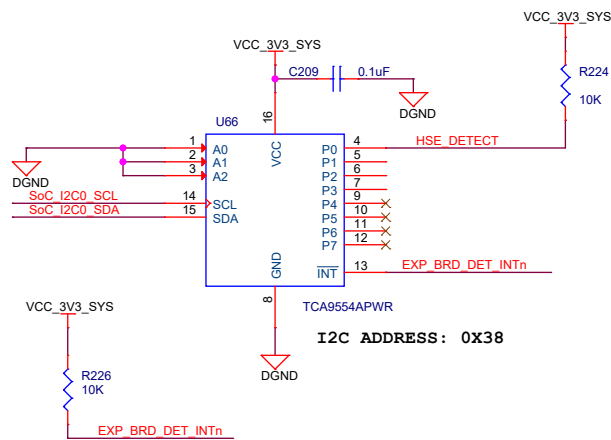 VCC_3V3_SYS
VCC_3V3_SYS
C209 0.1uF
R224
10K
DGND
U66
16
VCC
1 A0
2 A1
3 A2
DGND
SoC_I2C0_SCL 14 SCL
SoC_I2C0_SDA 15 SDA
P0 4 HSE_DETECT
P1 5
P2 6
P3 7
P4 9
P5 10
P6 11
P7 12
INT 13 EXP_BRD_DET_INTn
GND
8
TCA9554APWR
I2C ADDRESS: 0X38
DGND
VCC_3V3_SYS
R226
10K
EXP_BRD_DET_INTn